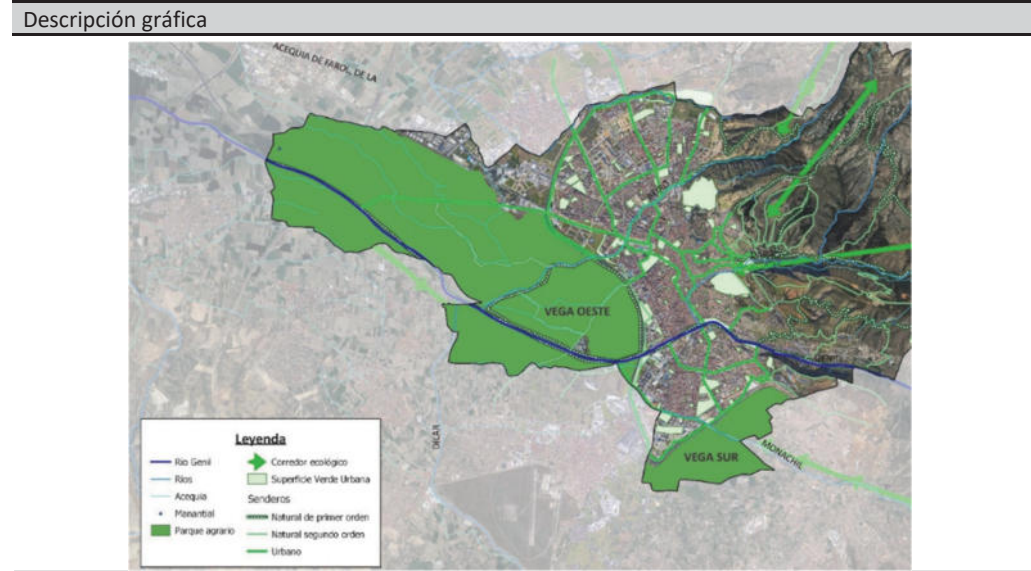 Descripción gráfica
ACEQUIA DE FAROL, DE LA
VEGA OESTE
DILAR
MONACHIL
VEGA SUR
Leyenda
Rio Genil
Rios
Acequia
Manantial
Parque agrario
Corredor ecológico
Superficie Verde Urbana
Senderos
Natural de primer orden
Natural segundo orden
Urbano